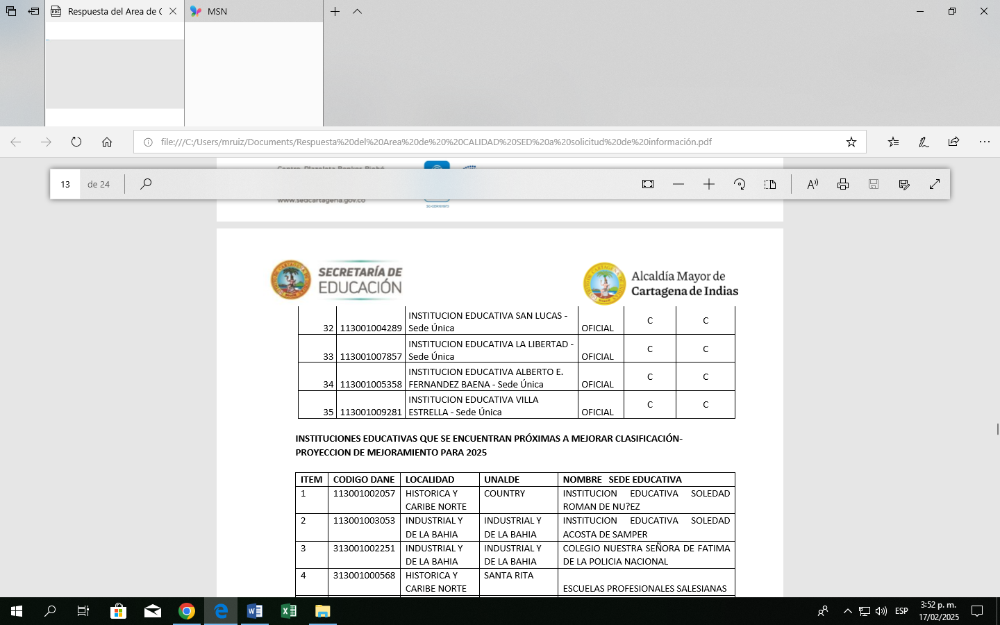 Respuesta del Area de C
MSN
file:///C:/Users/mruiz/Documents/Respuesta%20del%20Area%20de%20%20CALIDAD%20SED%20a%20solicitud%20de%20información.pdf
13 de 24
www.sedcartagena.gov.co
SECRETARÍA DE
EDUCACIÓN
Alcaldía Mayor de
Cartagena de Indias
32 113001004289 INSTITUCION EDUCATIVA SAN LUCAS - Sede Única OFICIAL C C
33 113001007857 INSTITUCION EDUCATIVA LA LIBERTAD - Sede Única OFICIAL C C
34 113001005358 INSTITUCION EDUCATIVA ALBERTO E. FERNANDEZ BAENA - Sede Única OFICIAL C C
35 113001009281 INSTITUCION EDUCATIVA VILLA ESTRELLA - Sede Única OFICIAL C C
INSTITUCIONES EDUCATIVAS QUE SE ENCUENTRAN PRÓXIMAS A MEJORAR CLASIFICACIÓN-
PROYECCION DE MEJORAMIENTO PARA 2025
ITEM CODIGO DANE LOCALIDAD UNALDE NOMBRE SEDE EDUCATIVA
1 113001002057 HISTORICA Y CARIBE NORTE COUNTRY INSTITUCION EDUCATIVA SOLEDAD ROMAN DE NU?EZ
2 113001003053 INDUSTRIAL Y DE LA BAHIA INDUSTRIAL Y DE LA BAHIA INSTITUCION EDUCATIVA SOLEDAD ACOSTA DE SAMPER
3 313001002251 INDUSTRIAL Y DE LA BAHIA INDUSTRIAL Y DE LA BAHIA COLEGIO NUESTRA SEÑORA DE FATIMA DE LA POLICIA NACIONAL
4 313001000568 HISTORICA Y CARIBE NORTE SANTA RITA ESCUELAS PROFESIONALES SALESIANAS
ESP
3:52 p. m.
17/02/2025